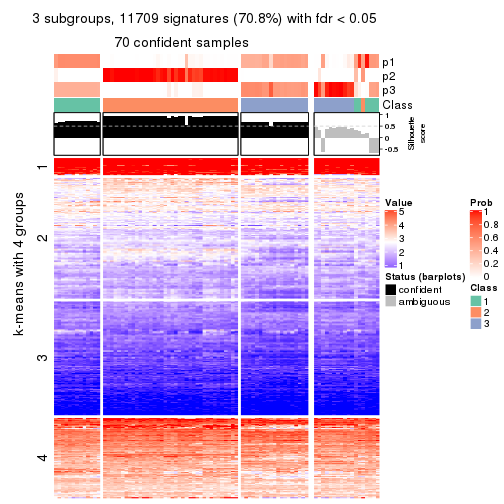 3 subgroups, 11709 signatures (70.8%) with fdr < 0.05
70 confident samples
p1
p2
p3
Class
1
0.5
0
-0.5
Silhouette
score
k-means with 4 groups
1
2
3
4
Value
5
4
3
2
1
Status (barplots)
confident
ambiguous
Prob
1
0.8
0.6
0.4
0.2
0
Class
1
2
3